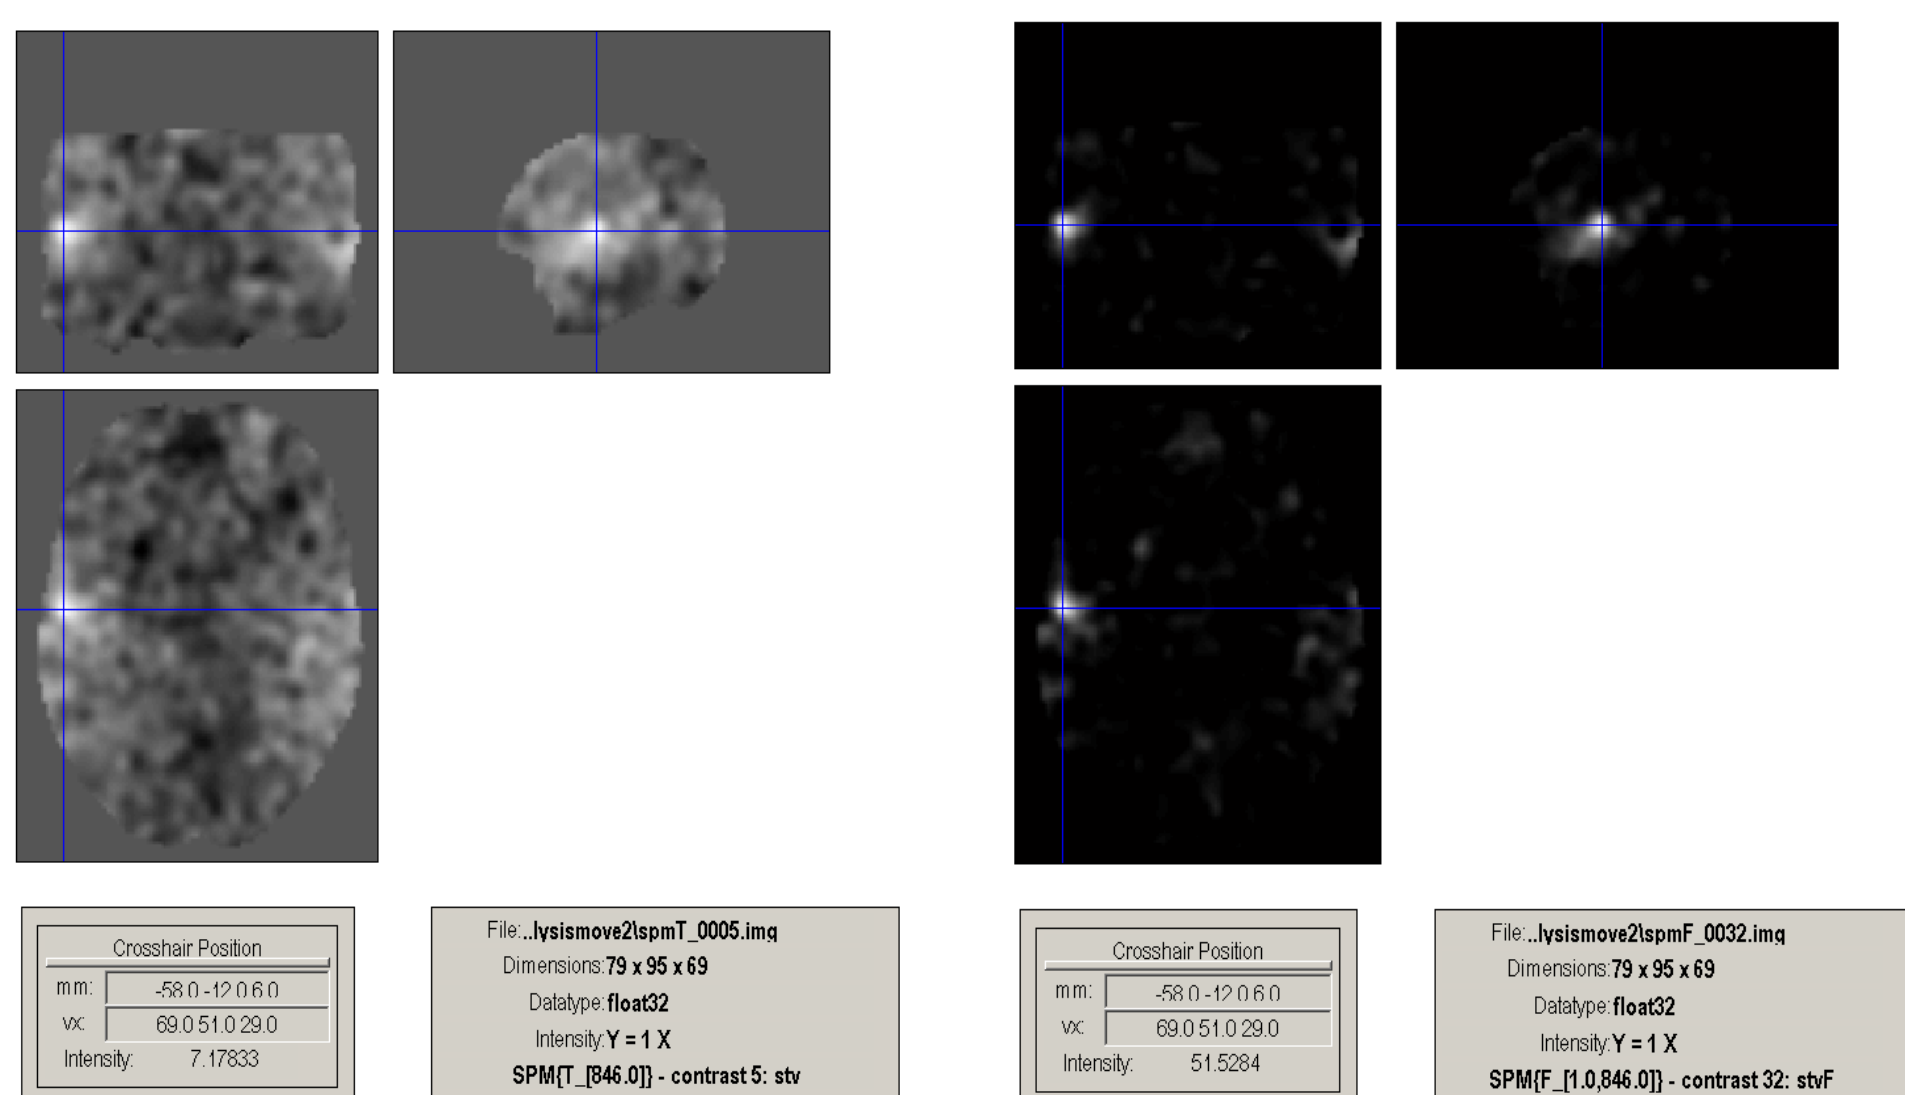 Crosshair Position
mm: -58.0 -12.0 6.0
vx: 69.0 51.0 29.0
Intensity: 7.17833
File:..lysismove2\spmT_0005.img
Dimensions:79 x 95 x 69
Datatype:float32
Intensity:Y = 1 X
SPM{T_[846.0]} - contrast 5: stv
Crosshair Position
mm: -58.0 -12.0 6.0
vx: 69.0 51.0 29.0
Intensity: 51.5284
File:..lysismove2\spmF_0032.img
Dimensions:79 x 95 x 69
Datatype:float32
Intensity:Y = 1 X
SPM{F_[1.0,846.0]} - contrast 32: stvF